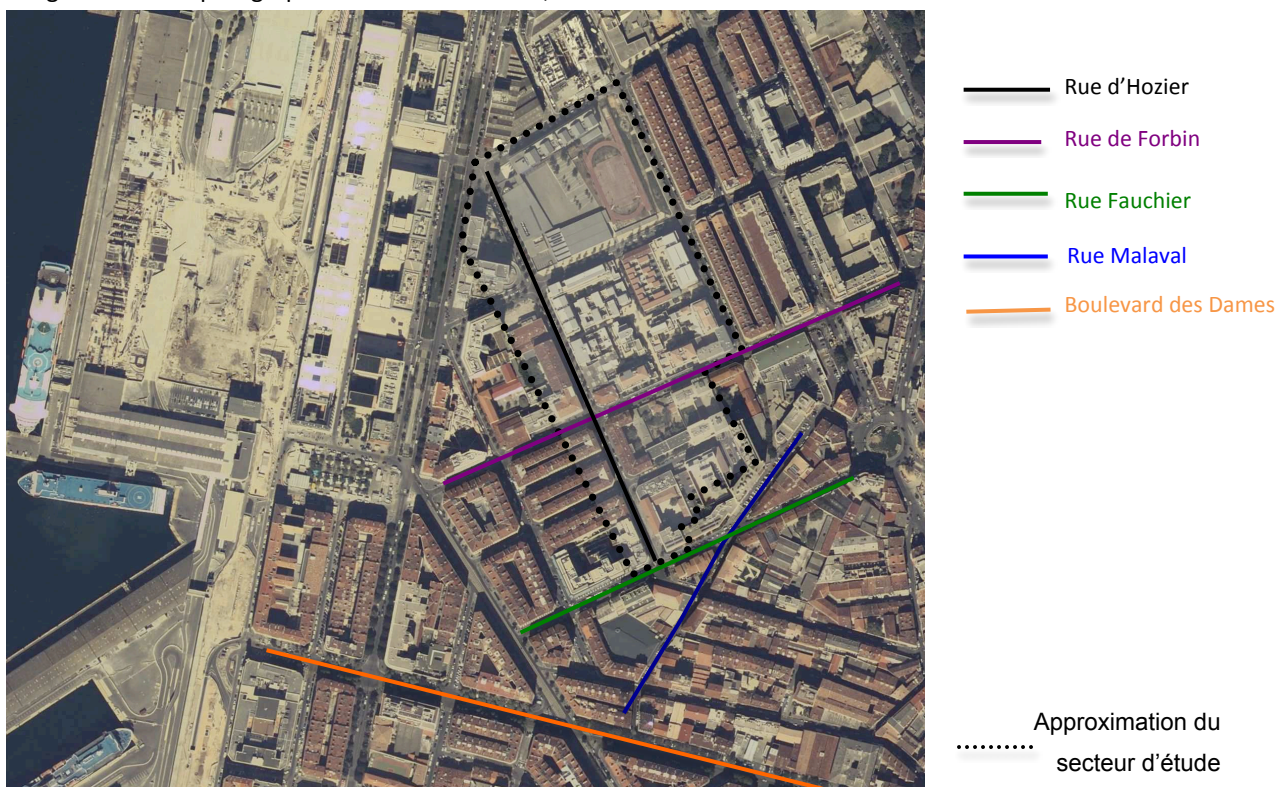 Rue d'Hozier
Rue de Forbin
Rue Fauchier
Rue Malaval
Boulevard des Dames
Approximation du
secteur d'étude